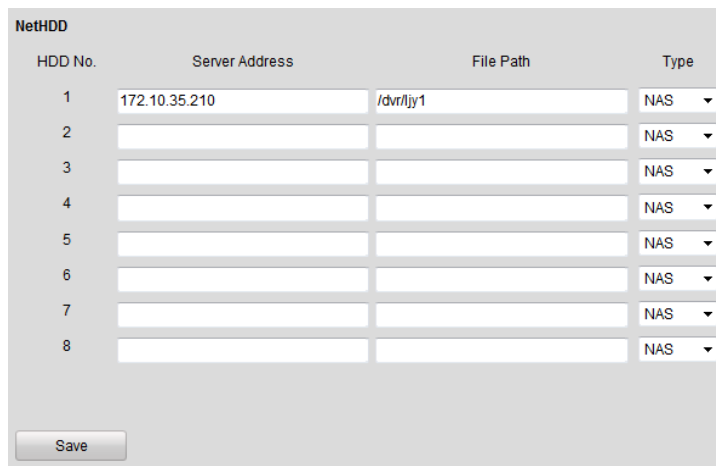 NetHDD
HDD No. Server Address File Path Type
1 172.10.35.210 /dvr/ljy1 NAS
2 NAS
3 NAS
4 NAS
5 NAS
6 NAS
7 NAS
8 NAS
Save